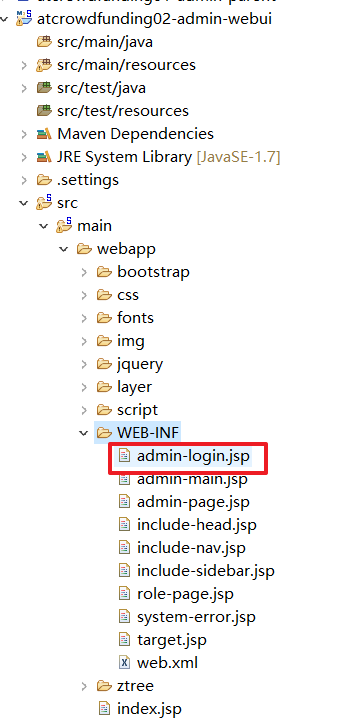 atcrowdfunding02-admin-webui
src/main/java
src/main/resources
src/test/java
src/test/resources
Maven Dependencies
JRE System Library [JavaSE-1.7]
.settings
src
main
webapp
bootstrap
css
fonts
img
jquery
layer
script
WEB-INF
admin-login.jsp
admin-main.jsp
admin-page.jsp
include-head.jsp
include-nav.jsp
include-sidebar.jsp
role-page.jsp
system-error.jsp
target.jsp
web.xml
ztree
index.jsp